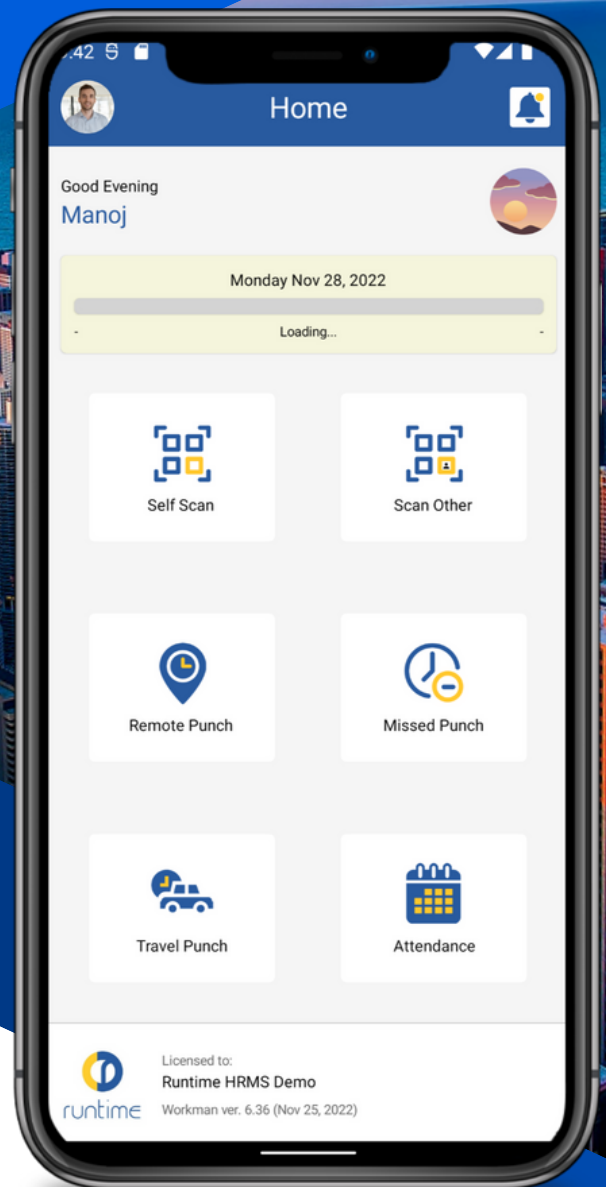 :42
Home
Good Evening
Manoj
Monday Nov 28, 2022
-
Loading...
-
Self Scan
Scan Other
Remote Punch
Missed Punch
Travel Punch
Attendance
Licensed to:
Runtime HRMS Demo
runtime
Workman ver. 6.36 (Nov 25, 2022)